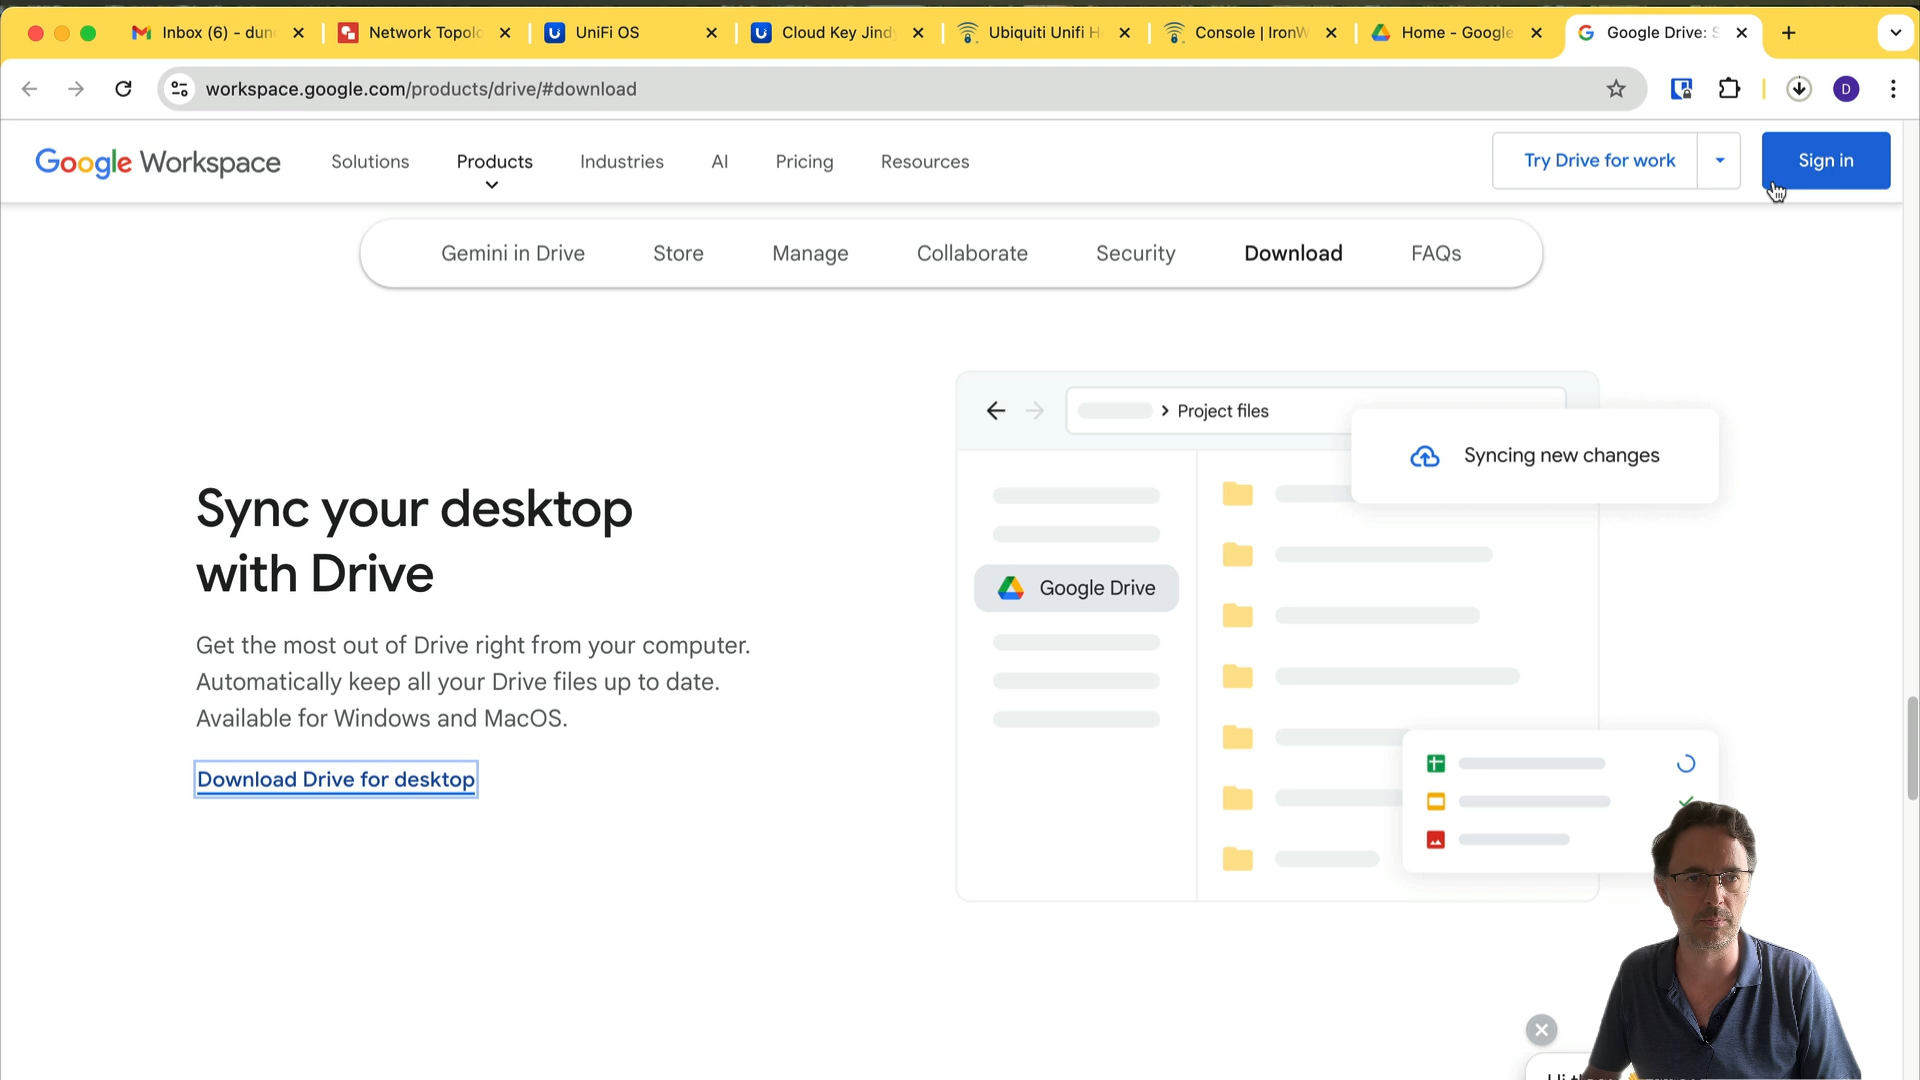 Inbox (6) - dun
Network Topolo
UniFi OS
Cloud Key Jind
Ubiquiti Unifi H
Console | IronW
Home - Google
Google Drive: S
workspace.google.com/products/drive/#download
D
Google Workspace
Solutions
Products
Industries
AI
Pricing
Resources
Try Drive for work
Sign in
Gemini in Drive
Store
Manage
Collaborate
Security
Download
FAQs
Project files
Syncing new changes
Google Drive
Sync your desktop
with Drive
Get the most out of Drive right from your computer.
Automatically keep all your Drive files up to date.
Available for Windows and MacOS.
Download Drive for desktop